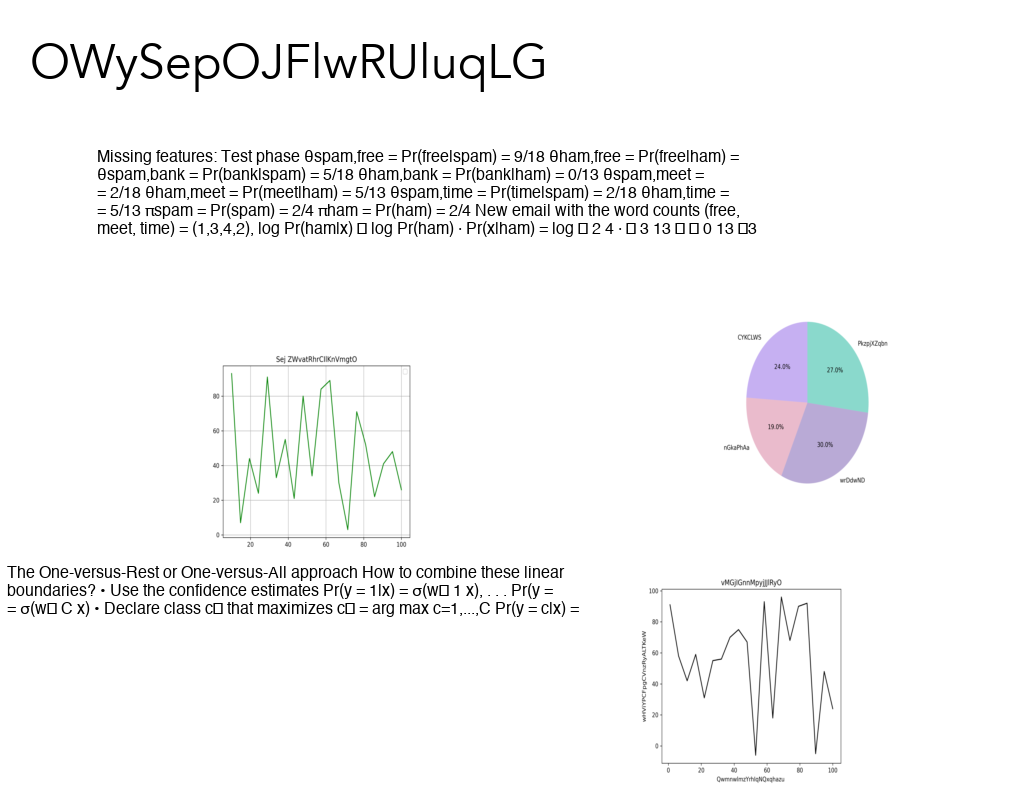 OWySepOJFlwRUluqLG
Missing features: Test phase θspam,free = Pr(free|spam) = 9/18 θham,free = Pr(free|ham) =
θspam,bank = Pr(bank|spam) = 5/18 θham,bank = Pr(bank|ham) = 0/13 θspam,meet =
= 2/18 θham,meet = Pr(meet|ham) = 5/13 θspam,time = Pr(time|spam) = 2/18 θham,time =
= 5/13 πspam = Pr(spam) = 2/4 πham = Pr(ham) = 2/4 New email with the word counts (free,
meet, time) = (1,3,4,2), log Pr(ham|x) □ log Pr(ham) · Pr(x|ham) = log □ 2 4 · □ 3 13 □ □ 0 13 □3
CYKCLWS
PkzpjXZqbn
24.0%
27.0%
19.0%
30.0%
nGkaPhAa
wrDdwND
80
60
40
20
0
20 40 60 80 100
The One-versus-Rest or One-versus-All approach How to combine these linear
boundaries? • Use the confidence estimates Pr(y = 1|x) = σ(w□ 1 x), . . . Pr(y =
= σ(w□ C x) • Declare class c□ that maximizes c□ = arg max c=1,...,C Pr(y = c|x) =
100
80
60
40
20
0
0 20 40 60 80 100